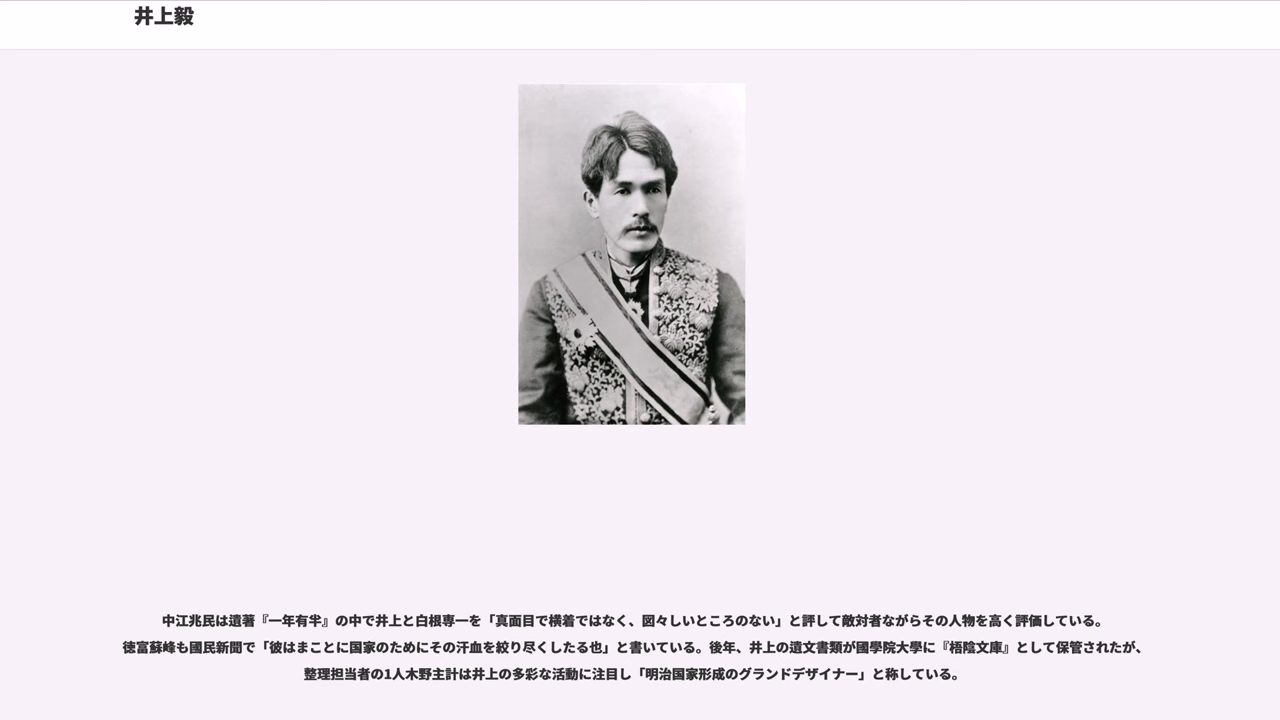 井上毅
中江兆民は遺著『一年有半』の中で井上と白根専一を「真面目で横着ではなく、図々しいところのない」と評して敵対者ながらその人物を高く評価している。
徳富蘇峰も國民新聞で「彼はまことに国家のためにその汗血を絞り尽くしたる也」と書いている。後年、井上の遺文書類が國學院大學に『梧陰文庫』として保管されたが、
整理担当者の1人木野主計は井上の多彩な活動に注目し「明治国家形成のグランドデザイナー」と称している。